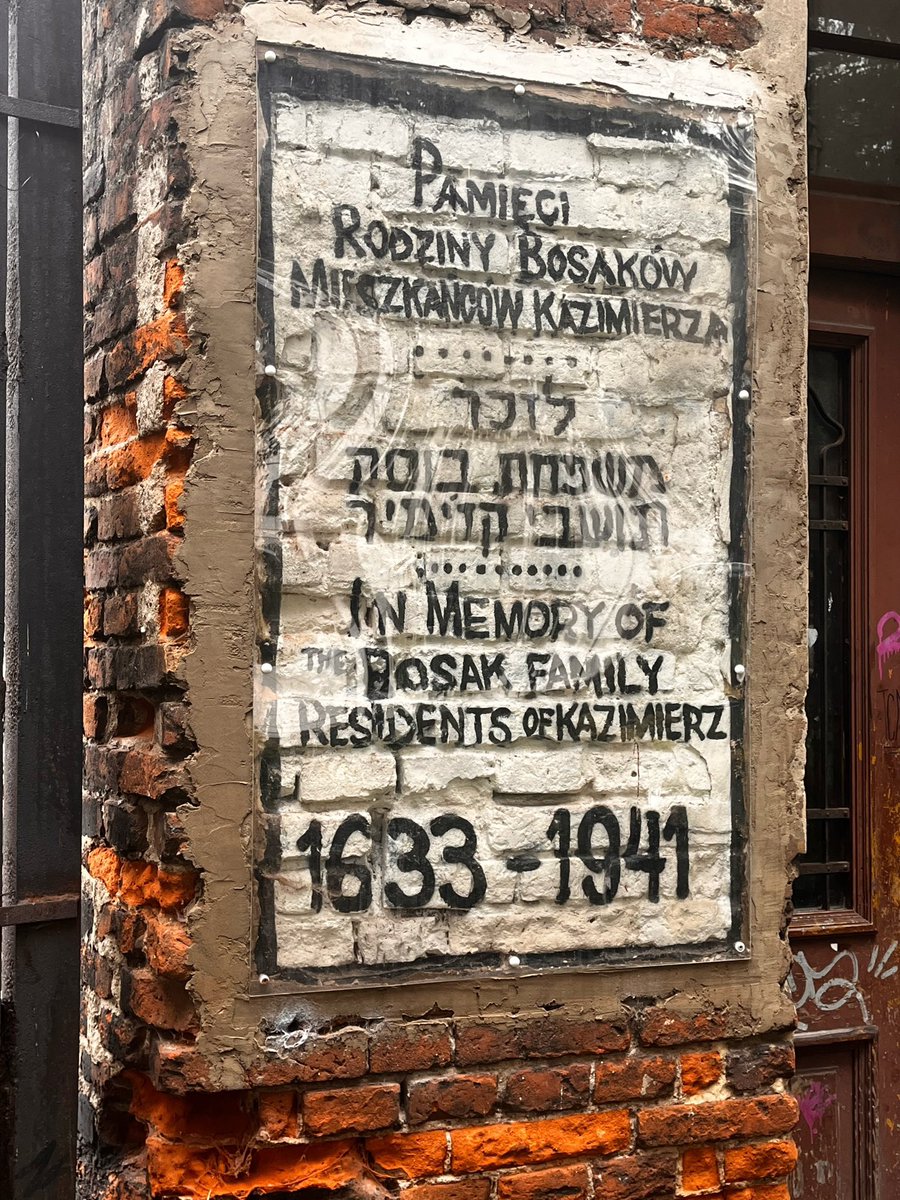 PAMIĘCI
RODZINY BOSAKÓW
MIESZKAŃCÓW KAZIMIERZA
לזכר
משפחת בוסק
תושבי קזימיר
IN MEMORY OF
THE BOSAK FAMILY
RESIDENTS OF KAZIMIERZ
1633-1941